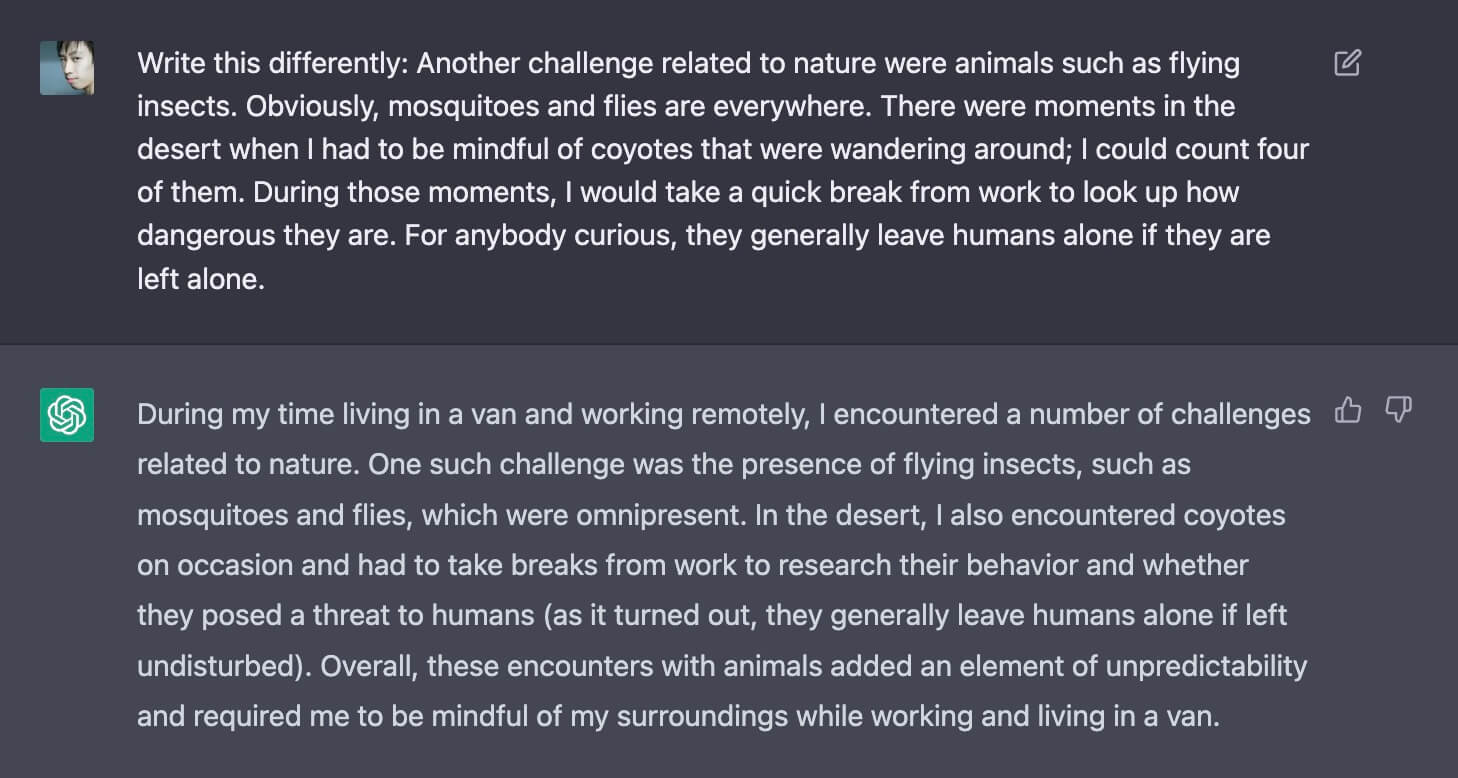 Write this differently: Another challenge related to nature were animals such as flying
insects. Obviously, mosquitoes and flies are everywhere. There were moments in the
desert when I had to be mindful of coyotes that were wandering around; I could count four
of them. During those moments, I would take a quick break from work to look up how
dangerous they are. For anybody curious, they generally leave humans alone if they are
left alone.
During my time living in a van and working remotely, I encountered a number of challenges
related to nature. One such challenge was the presence of flying insects, such as
mosquitoes and flies, which were omnipresent. In the desert, I also encountered coyotes
on occasion and had to take breaks from work to research their behavior and whether
they posed a threat to humans (as it turned out, they generally leave humans alone if left
undisturbed). Overall, these encounters with animals added an element of unpredictability
and required me to be mindful of my surroundings while working and living in a van.